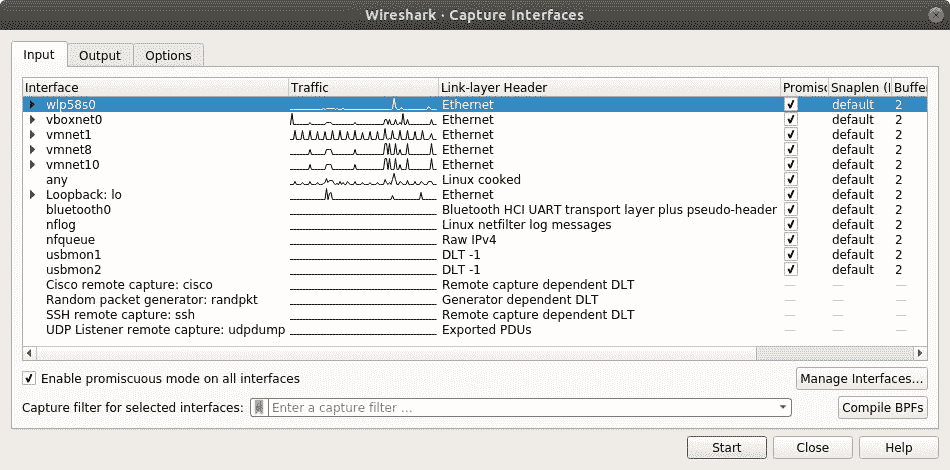 Wireshark · Capture Interfaces
Input Output Options
Interface Traffic Link-layer Header Promisc Snaplen (I Buffe
wlp58s0 Ethernet default 2
vboxnet0 Ethernet default 2
vmnet1 Ethernet default 2
vmnet8 Ethernet default 2
vmnet10 Ethernet default 2
any Linux cooked default 2
Loopback: lo Ethernet default 2
bluetooth0 Bluetooth HCI UART transport layer plus pseudo-header default 2
nflog Linux netfilter log messages default 2
nfqueue Raw IPv4 default 2
usbmon1 DLT -1 default 2
usbmon2 DLT -1 default 2
Cisco remote capture: cisco Remote capture dependent DLT — — —
Random packet generator: randpkt Generator dependent DLT — — —
SSH remote capture: ssh Remote capture dependent DLT — — —
UDP Listener remote capture: udpdump Exported PDUs — — —
Enable promiscuous mode on all interfaces Manage Interfaces...
Capture filter for selected interfaces: Enter a capture filter ... Compile BPFs
Start Close Help